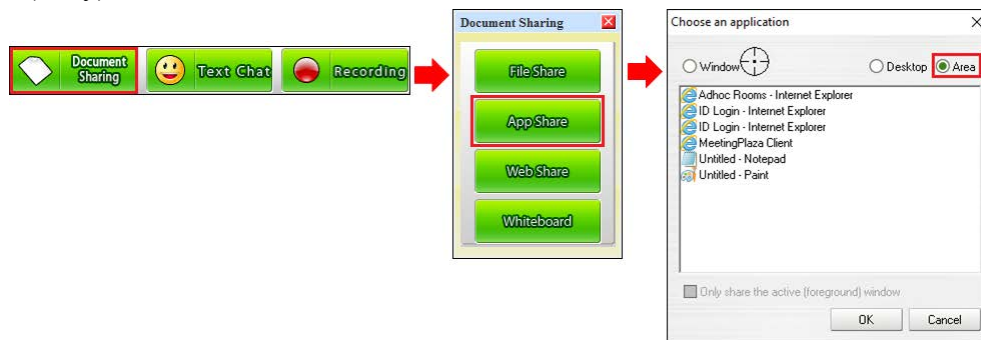 Document
Sharing
Text Chat
Recording
Document Sharing
File Share
App Share
Web Share
Whiteboard
Choose an application
Window
Desktop
Area
Adhoc Rooms - Internet Explorer
ID Login - Internet Explorer
ID Login - Internet Explorer
MeetingPlaza Client
Untitled - Notepad
Untitled - Paint
Only share the active (foreground) window
OK
Cancel